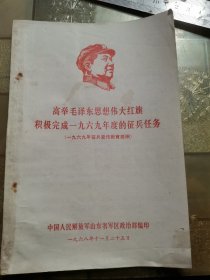 高举毛泽东思想伟大红旗
积极完成一九六九年度的征兵任务
(一九六九年征兵宣传教育提纲)
中国人民解放军山东省军区政治部编印
一九六八年十一月二十五日